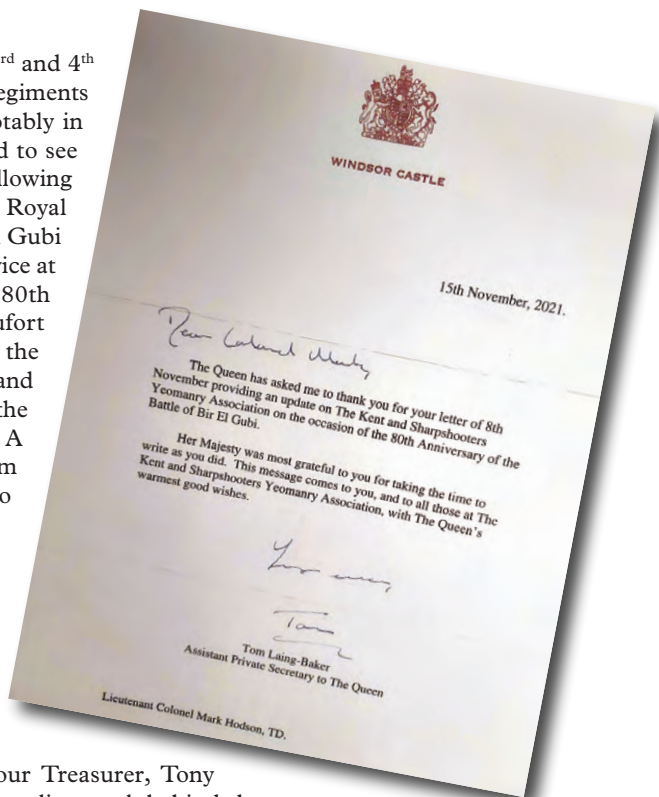 rd and 4th
egiments
otably in
d to see
llowing
Royal
Gubi
vice at
80th
ufort
the
and
the
A
m
o
WINDSOR CASTLE
15th November, 2021.
Dear Colonel
The Queen has asked me to thank you for your letter of 8th
November providing an update on The Kent and Sharpshooters
Yeomanry Association on the occasion of the 80th Anniversary of the
Battle of Bir El Gubi.
Her Majesty was most grateful to you for taking the time to
write as you did. This message comes to you, and to all those at The
Kent and Sharpshooters Yeomanry Association, with The Queen's
warmest good wishes.
Tom
Tom Laing-Baker
Assistant Private Secretary to The Queen
Lieutenant Colonel Mark Hodson, TD.
our Treasurer, Tony